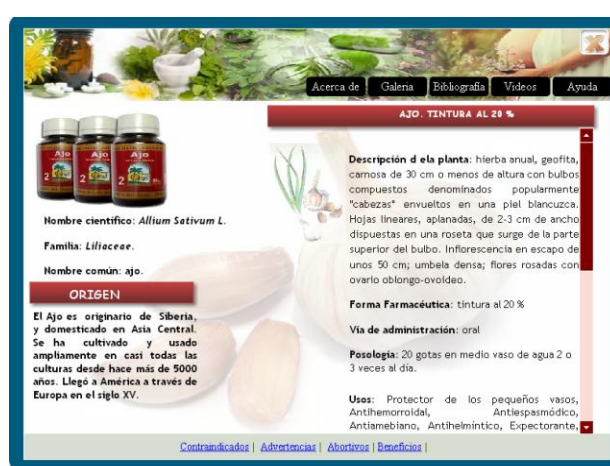 Acerca de Galeria Bibliografía Videos Ayuda
AJO. TINTURA AL 20 %
Ajo Ajo Ajo
2 2 2
Nombre científico: Allium Sativum L.
Familia: Liliaceae.
Nombre común: ajo.
ORIGEN
El Ajo es originario de Siberia,
y domesticado en Asia Central.
Se ha cultivado y usado
ampliamente en casi todas las
culturas desde hace más de 5000
años. Llegó a América a través de
Europa en el siglo XV.
Descripción d ela planta: hierba anual, geofita,
carnosa de 30 cm o menos de altura con bulbos
compuestos denominados popularmente
"cabezas" envueltos en una piel blancuzca.
Hojas lineares, aplanadas, de 2-3 cm de ancho
dispuestas en una roseta que surge de la parte
superior del bulbo. Inflorescencia en escapo de
unos 50 cm; umbela densa; flores rosadas con
ovario oblongo-ovoideo.
Forma Farmacéutica: tintura al 20 %
Vía de administración: oral
Posología: 20 gotas en medio vaso de agua 2 o
3 veces al día.
Usos: Protector de los pequeños vasos,
Antihemorroidal, Antiespasmódico,
Antiamebiano, Antihelmíntico, Expectorante,
Contraindicados | Advertencias | Abortivos | Beneficios |